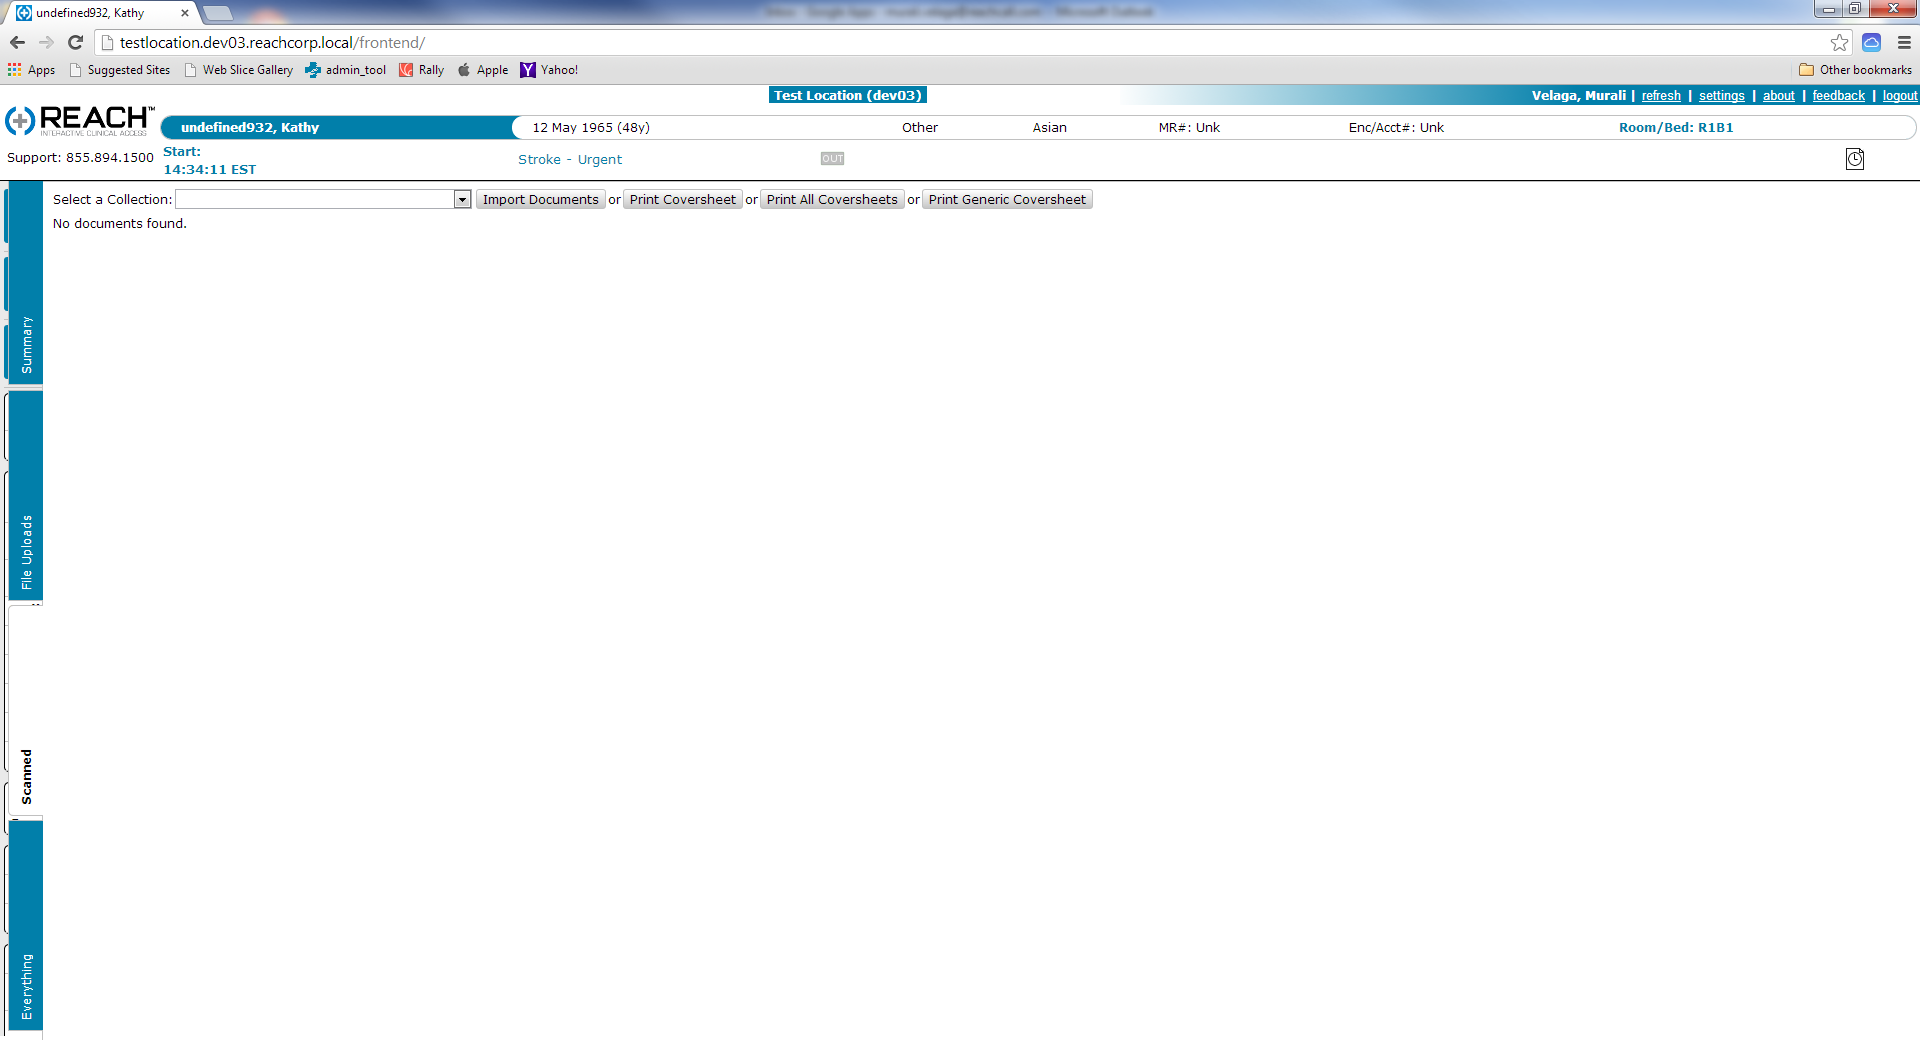 undefined932, Kathy
testlocation.dev03.reachcorp.local/frontend/
Apps Suggested Sites Web Slice Gallery admin_tool Rally Apple Yahoo! Other bookmarks
Test Location (dev03) Velaga, Murali | refresh | settings | about | feedback | logout
REACH™
INTERACTIVE CLINICAL ACCESS
undefined932, Kathy 12 May 1965 (48y) Other Asian MR#: Unk Enc/Acct#: Unk Room/Bed: R1B1
Support: 855.894.1500
Start:
14:34:11 EST
Stroke - Urgent
OUT
Select a Collection: Import Documents or Print Coversheet or Print All Coversheets or Print Generic Coversheet
No documents found.
Summary
File Uploads
Scanned
Everything